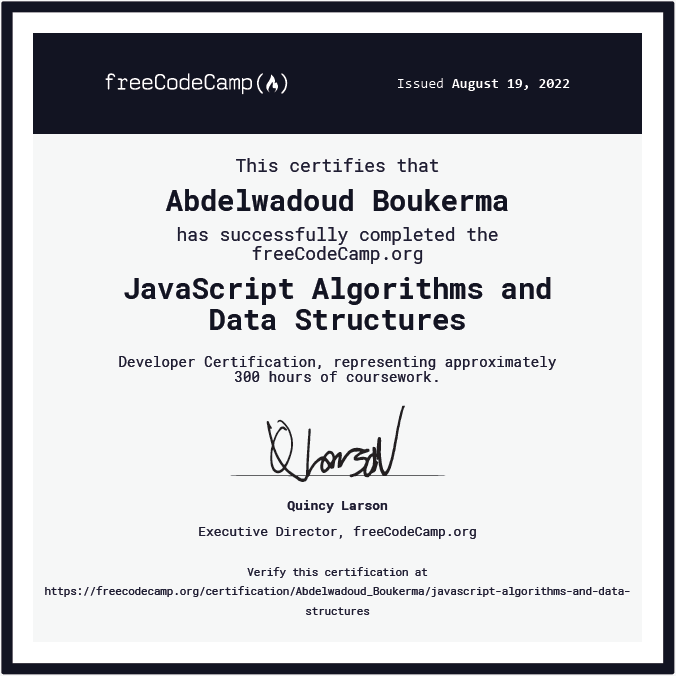 freeCodeCamp(🔥)
Issued August 19, 2022
This certifies that
Abdelwadoud Boukerma
has successfully completed the
freeCodeCamp.org
JavaScript Algorithms and
Data Structures
Developer Certification, representing approximately
300 hours of coursework.
Q Larson
Quincy Larson
Executive Director, freeCodeCamp.org
Verify this certification at
https://freecodecamp.org/certification/Abdelwadoud_Boukerma/javascript-algorithms-and-data-
structures